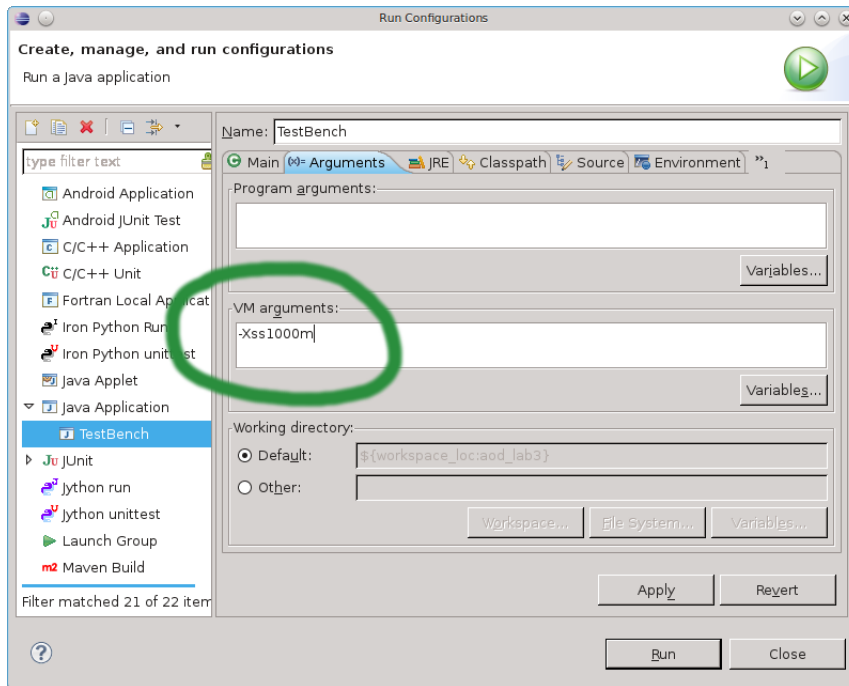 Run Configurations
Create, manage, and run configurations
Run a Java application
Name: TestBench
type filter text
Main
(x)= Arguments
JRE
Classpath
Source
Environment
»1
Android Application
Android JUnit Test
C/C++ Application
C/C++ Unit
Fortran Local Applicat
Iron Python Run
Iron Python unittest
Java Applet
Java Application
TestBench
JUnit
Jython run
Jython unittest
Launch Group
m2 Maven Build
Filter matched 21 of 22 item
Program arguments:
Variables...
VM arguments:
-Xss1000m
Variables...
Working directory:
Default:
${workspace_loc:aod_lab3}
Other:
Workspace...
File System...
Variables...
Apply
Revert
?
Run
Close